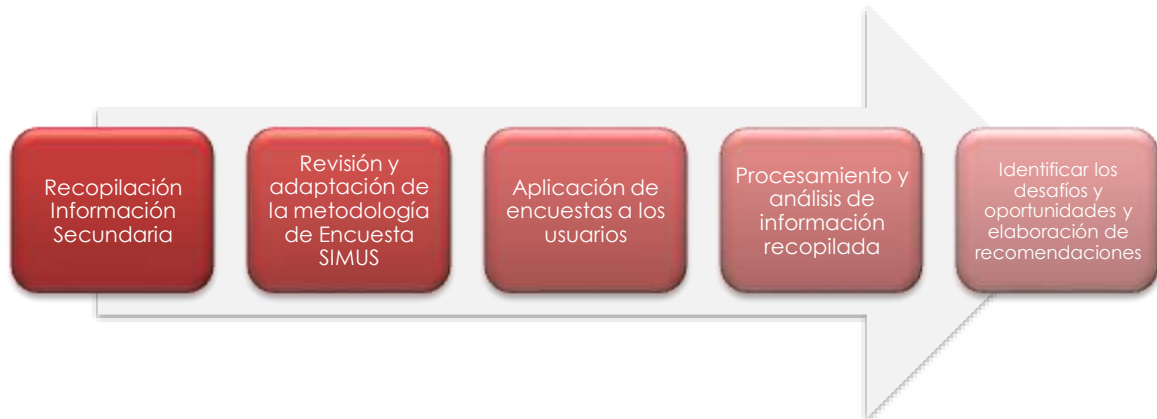 Recopilación
Información
Secundaria
Revisión y
adaptación de
la metodología
de Encuesta
SIMUS
Aplicación de
encuestas a los
usuarios
Procesamiento y
análisis de
información
recopilada
Identificar los
desafíos y
oportunidades y
elaboración de
recomendaciones